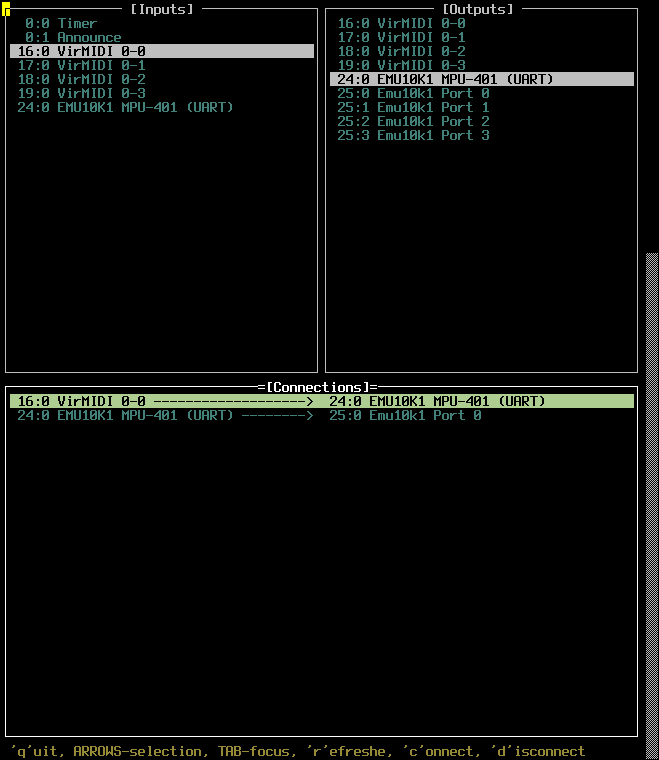 [Inputs]
0:0 Timer
0:1 Announce
16:0 VirMIDI 0-0
17:0 VirMIDI 0-1
18:0 VirMIDI 0-2
19:0 VirMIDI 0-3
24:0 EMU10K1 MPU-401 (UART)
[Outputs]
16:0 VirMIDI 0-0
17:0 VirMIDI 0-1
18:0 VirMIDI 0-2
19:0 VirMIDI 0-3
24:0 EMU10K1 MPU-401 (UART)
25:0 Emu10k1 Port 0
25:1 Emu10k1 Port 1
25:2 Emu10k1 Port 2
25:3 Emu10k1 Port 3
=[Connections]=
16:0 VirMIDI 0-0 -------------------> 24:0 EMU10K1 MPU-401 (UART)
24:0 EMU10K1 MPU-401 (UART) --------> 25:0 Emu10k1 Port 0
'q'uit, ARROWS-selection, TAB-focus, 'r'efreshe, 'c'onnect, 'd'isconnect